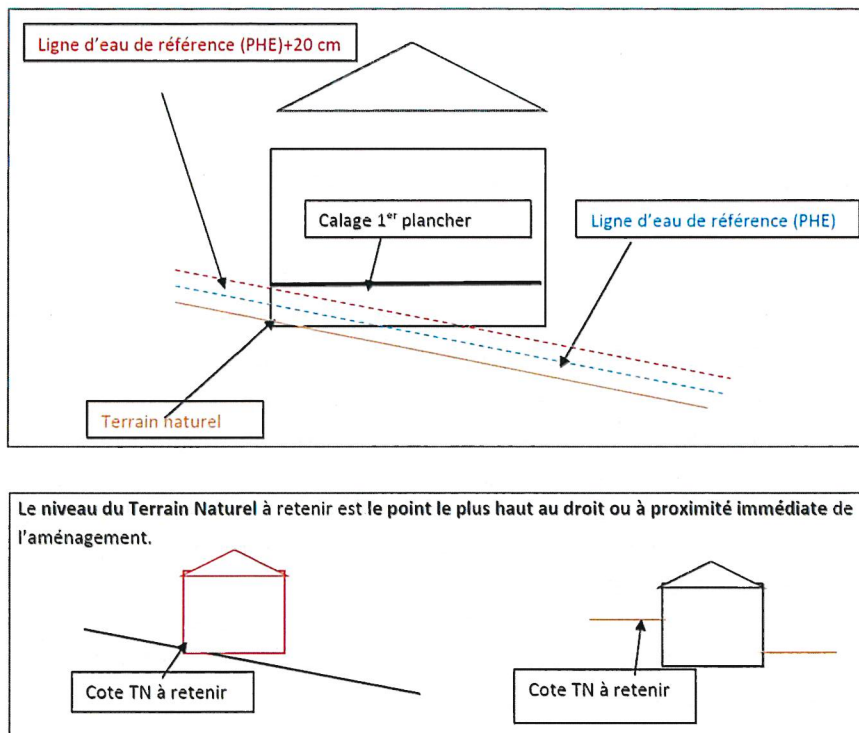 Ligne d'eau de référence (PHE)+20 cm
Calage 1er plancher
Ligne d'eau de référence (PHE)
Terrain naturel
Le niveau du Terrain Naturel à retenir est le point le plus haut au droit ou à proximité immédiate de
l'aménagement.
Cote TN à retenir
Cote TN à retenir